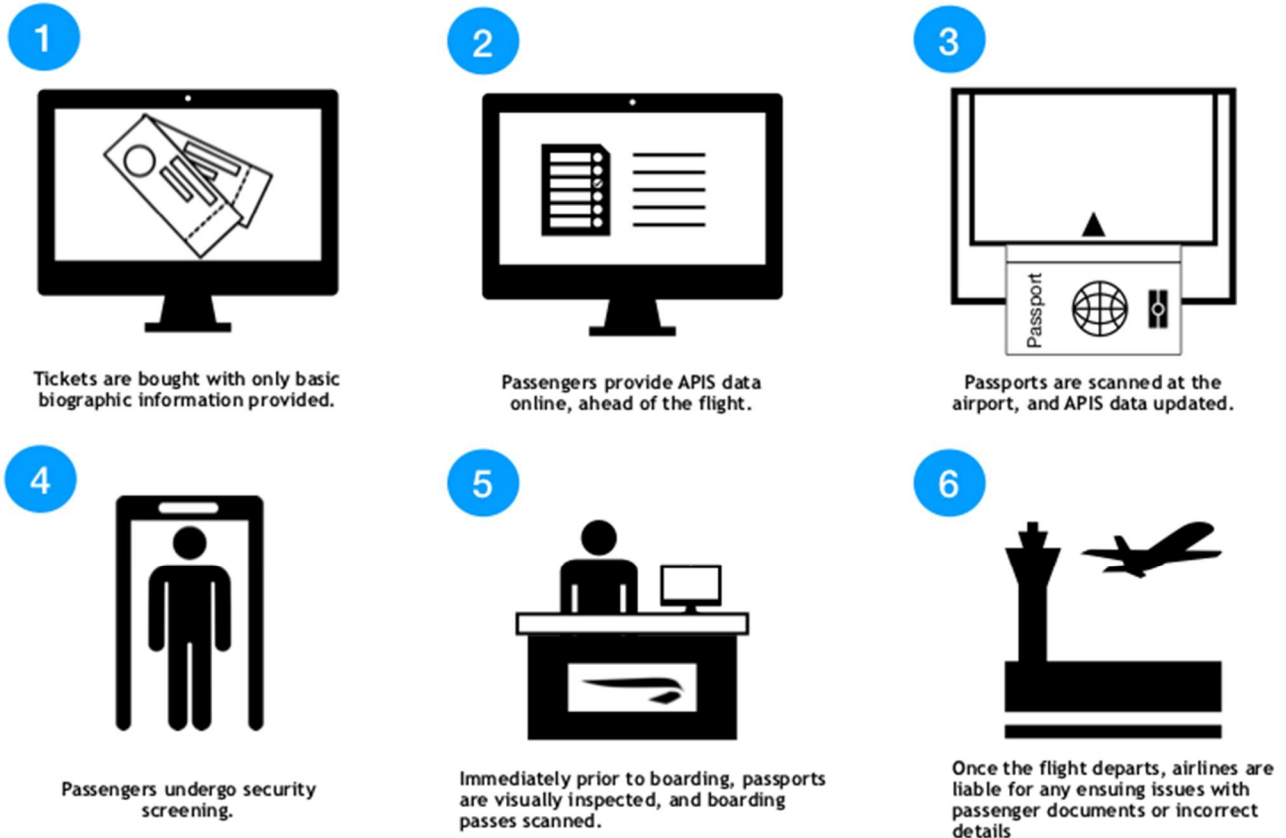 1
2
3
Passport
Tickets are bought with only basic
biographic information provided.
Passengers provide APIS data
online, ahead of the flight.
Passports are scanned at the
airport, and APIS data updated.
4
5
6
Passengers undergo security
screening.
Immediately prior to boarding, passports
are visually inspected, and boarding
passes scanned.
Once the flight departs, airlines are
liable for any ensuing issues with
passenger documents or incorrect
details